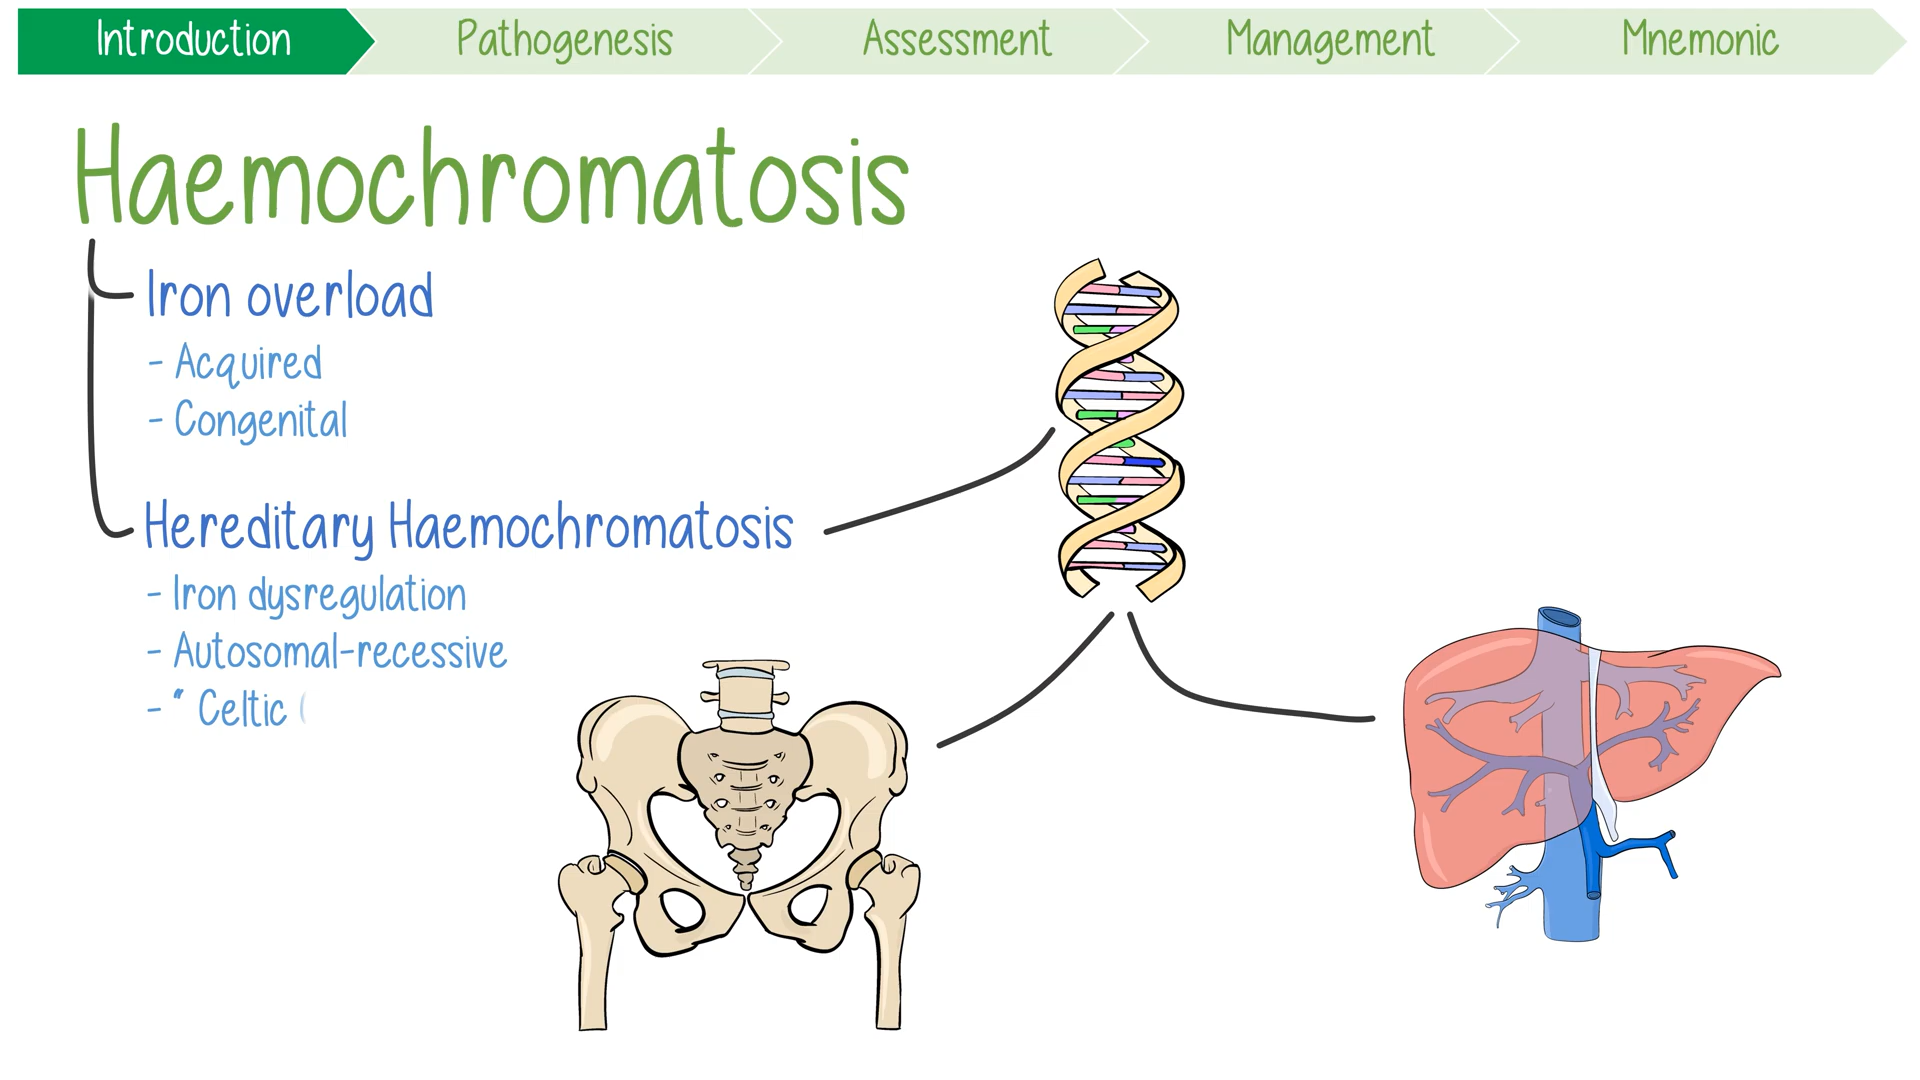 Introduction
Pathogenesis
Assessment
Management
Mnemonic
Haemochromatosis
Iron overload
- Acquired
- Congenital
Hereditary Haemochromatosis
- Iron dysregulation
- Autosomal-recessive
- " Celtic